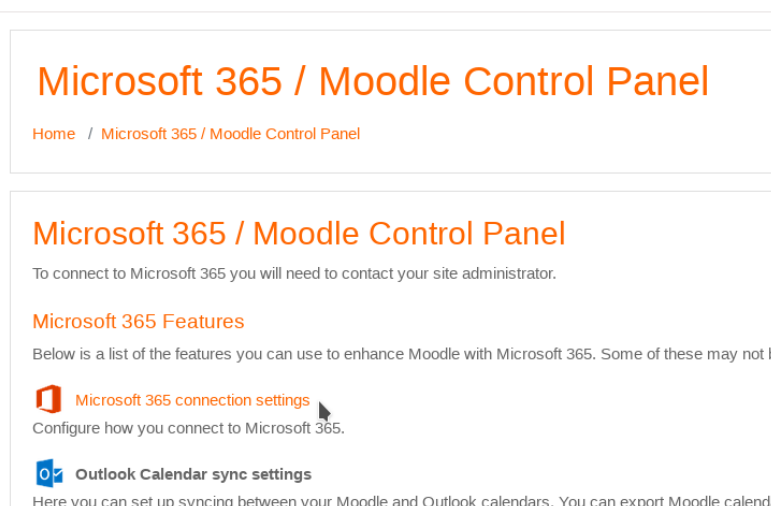 Microsoft 365 / Moodle Control Panel
Home / Microsoft 365 / Moodle Control Panel
Microsoft 365 / Moodle Control Panel
To connect to Microsoft 365 you will need to contact your site administrator.
Microsoft 365 Features
Below is a list of the features you can use to enhance Moodle with Microsoft 365. Some of these may not
Microsoft 365 connection settings
Configure how you connect to Microsoft 365.
Outlook Calendar sync settings
Here you can set up syncing between your Moodle and Outlook calendars. You can export Moodle